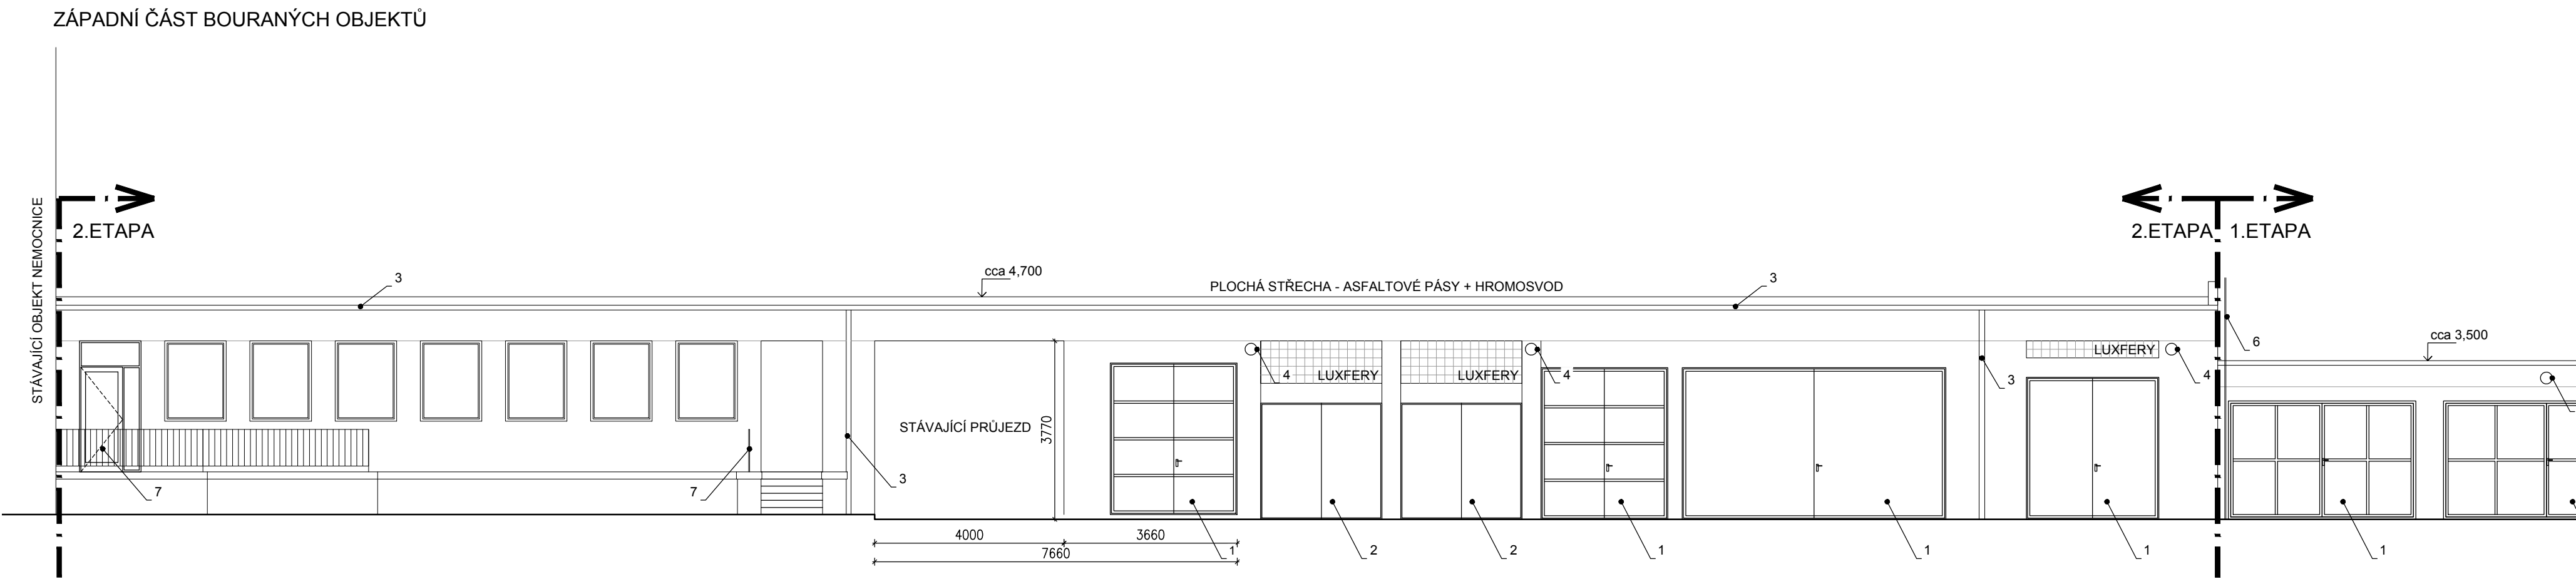 ZÁPADNÍ ČÁST BOURANÝCH OBJEKTŮ
STÁVAJÍCÍ OBJEKT NEMOCNICE
2.ETAPA
2.ETAPA
1.ETAPA
3
cca 4,700
PLOCHÁ STŘECHA - ASFALTOVÉ PÁSY + HROMOSVOD
3
6
cca 3,500
4
LUXFERY
LUXFERY
4
LUXFERY
4
3
STÁVAJÍCÍ PRŮJEZD
3770
7
7
3
4000
3660
7660
1
2
2
1
1
1
1